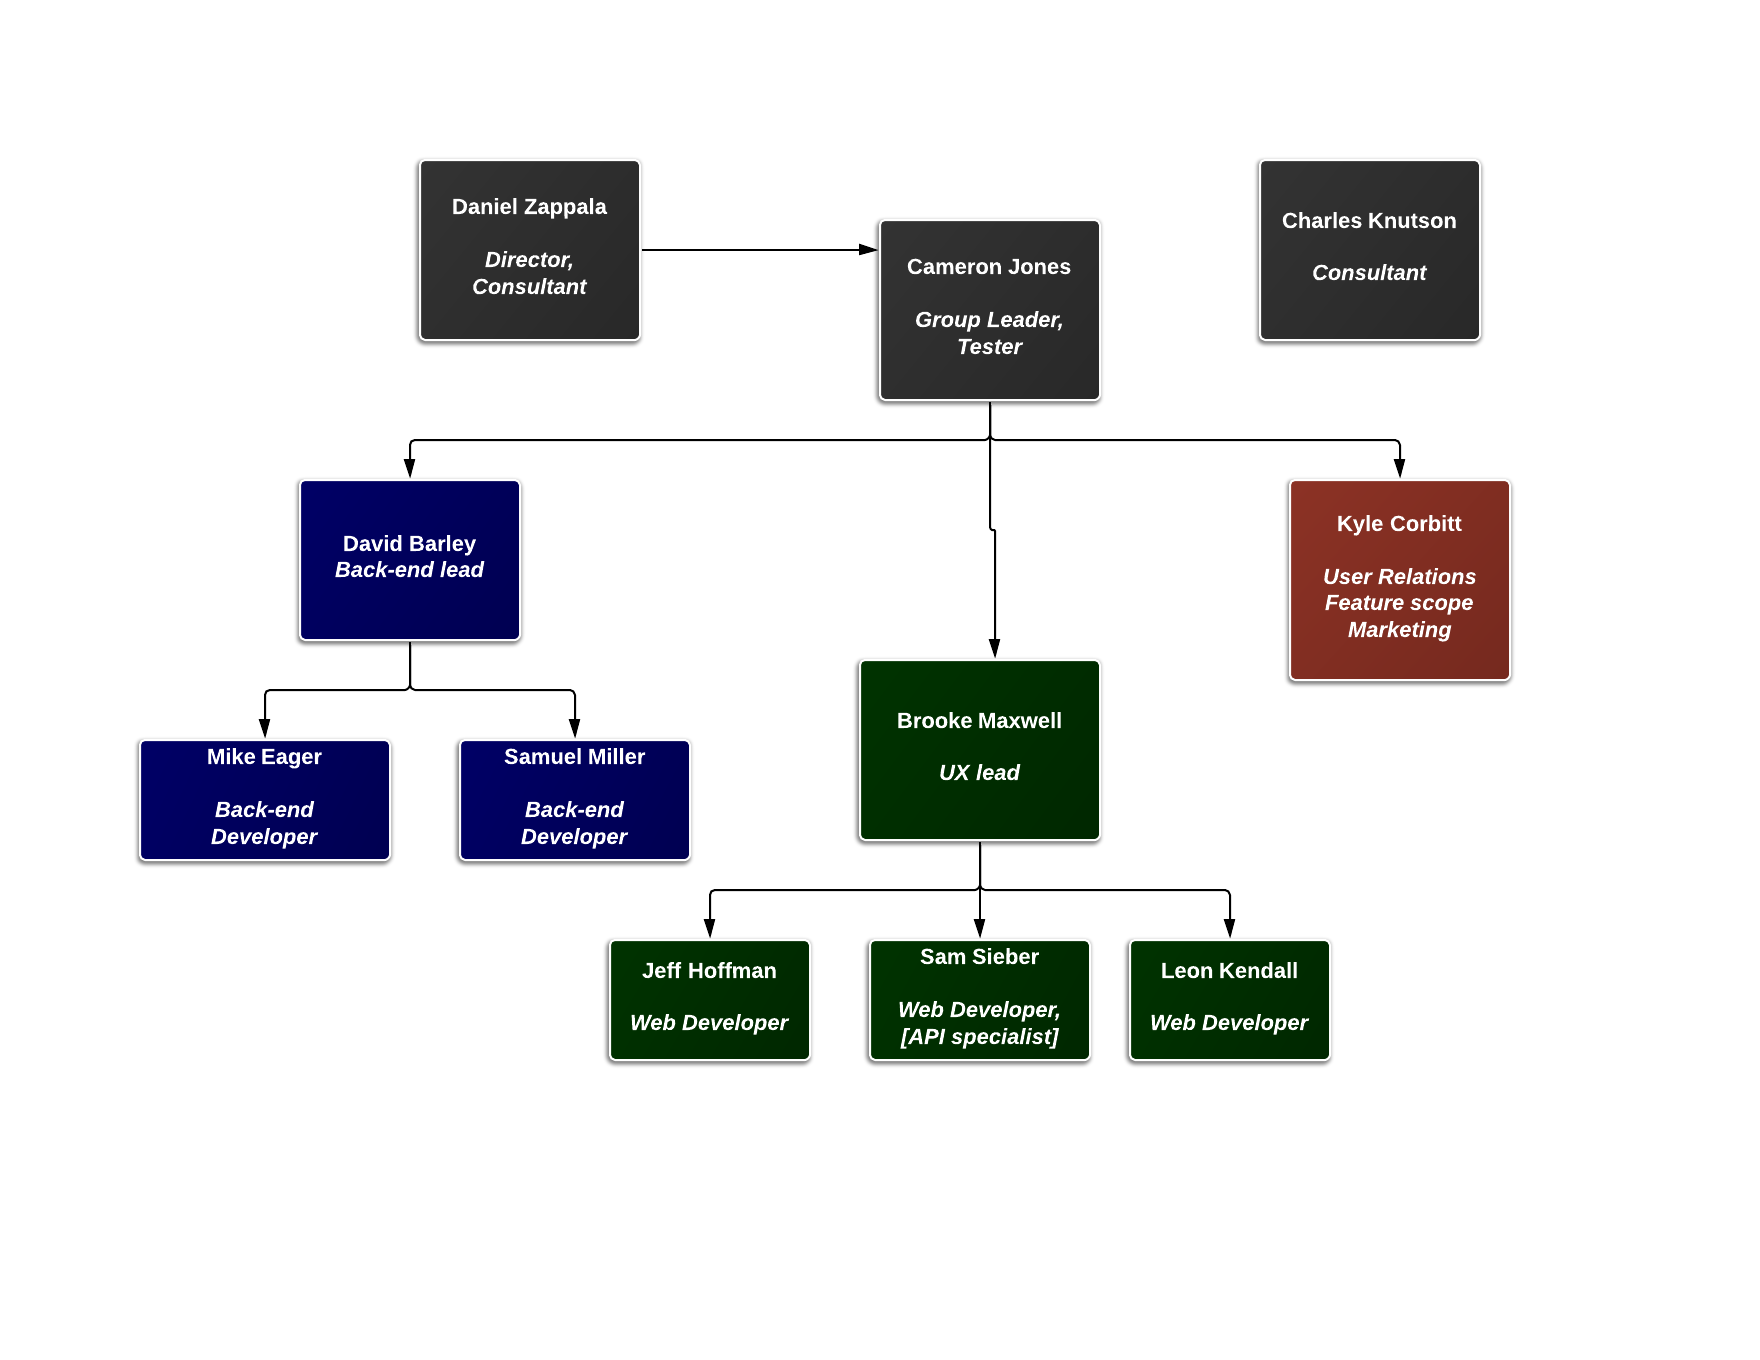 Daniel Zappala
Director,
Consultant
Cameron Jones
Group Leader,
Tester
Charles Knutson
Consultant
David Barley
Back-end lead
Kyle Corbitt
User Relations
Feature scope
Marketing
Mike Eager
Back-end
Developer
Samuel Miller
Back-end
Developer
Brooke Maxwell
UX lead
Jeff Hoffman
Web Developer
Sam Sieber
Web Developer,
[API specialist]
Leon Kendall
Web Developer